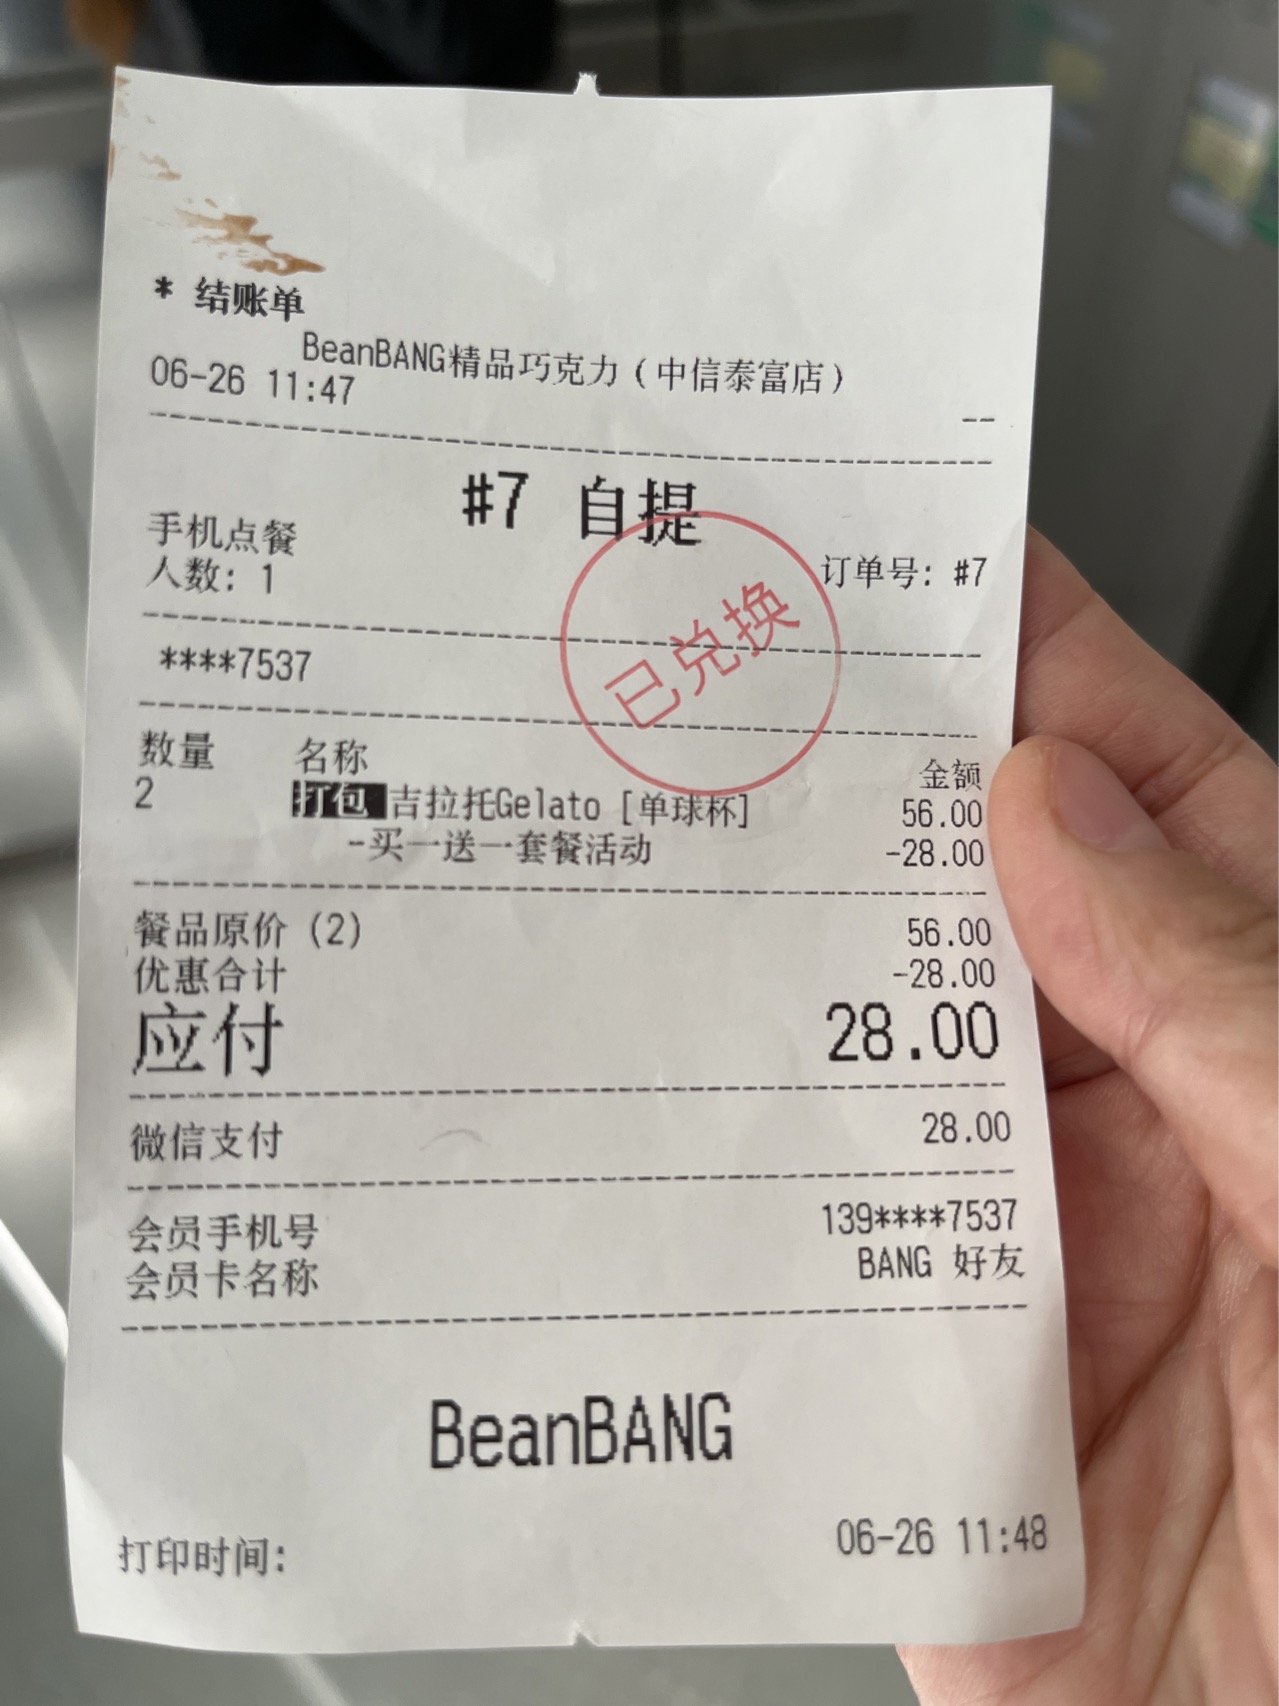 * 结账单
BeanBANG精品巧克力（中信泰富店）
06-26 11:47
--
#7 自提
手机点餐
人数: 1 订单号: #7
****7537
已兑换
数量 名称 金额
2 打包 吉拉托Gelato [单球杯] 56.00
-买一送一套餐活动 -28.00
餐品原价 (2) 56.00
优惠合计 -28.00
应付 28.00
微信支付 28.00
会员手机号 139****7537
会员卡名称 BANG 好友
BeanBANG
打印时间: 06-26 11:48